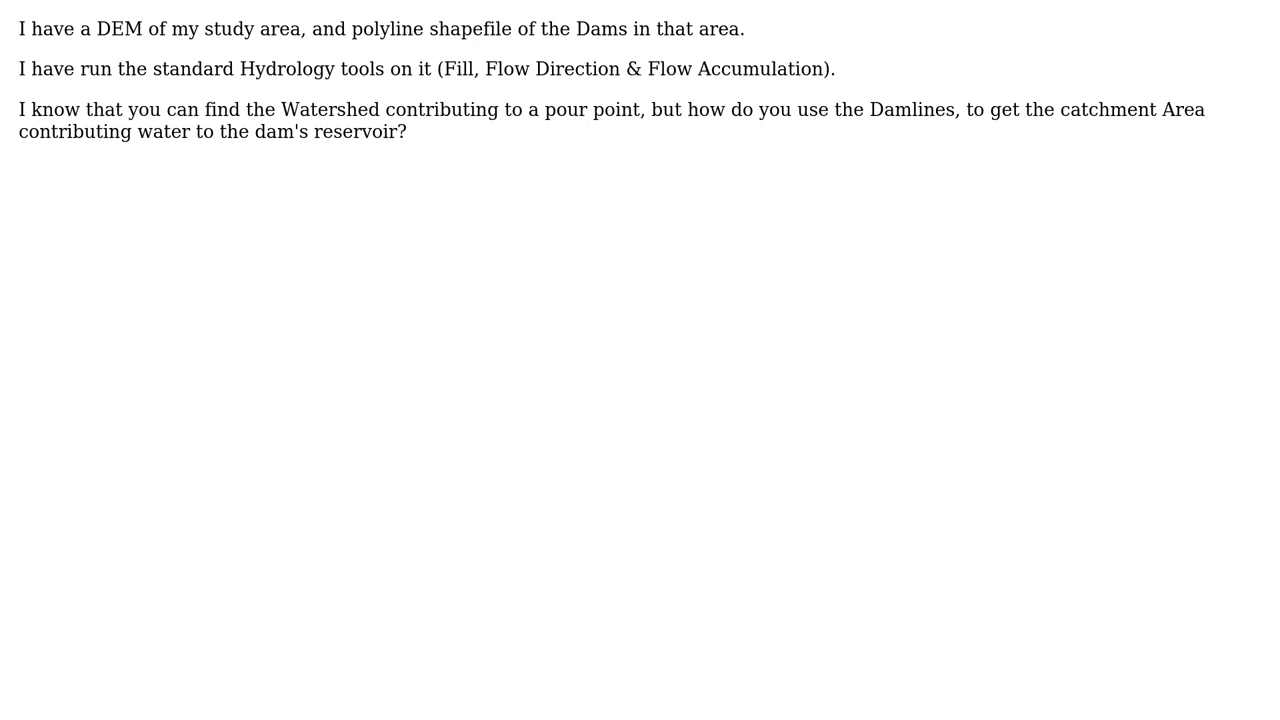 I have a DEM of my study area, and polyline shapefile of the Dams in that area.
I have run the standard Hydrology tools on it (Fill, Flow Direction & Flow Accumulation).
I know that you can find the Watershed contributing to a pour point, but how do you use the Damlines, to get the catchment Area
contributing water to the dam's reservoir?